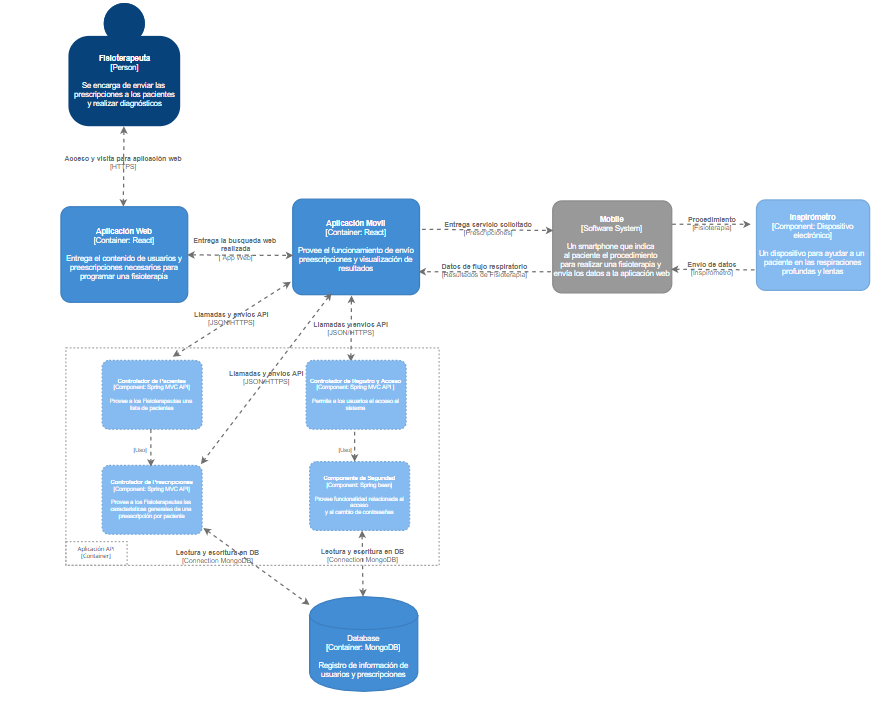 Fisioterapeuta
[Person]
Se encarga de enviar las
prescripciones a los pacientes
y realizar diagnósticos
Acceso y visita para aplicación web
[HTTPS]
Aplicación Web
[Container: React]
Entrega el contenido de usuarios y
preescripciones necesarios para
programar una fisioterapia
Entrega la busqueda web
realizada
[ App Web]
Aplicación Movil
[Container: React]
Provee el funcionamiento de envío
preescripciones y visualización de
resultados
Entrega servicio solicitado
[Prescripciones]
Datos de flujo respiratorio
[Resultados de Fisioterapia]
Mobile
[Software System]
Un smartphone que indica
al paciente el procedimiento
para realizar una fisioterapia y
envía los datos a la aplicación web
Procedimiento
[Fisioterapia]
Envio de datos
[Inspirómetro]
Inspirómetro
[Component: Dispositivo
electrónico]
Un dispositivo para ayudar a un
paciente en las respiraciones
profundas y lentas
Llamadas y envios API
[JSON/HTTPS]
Llamadas y envios API
[JSON/HTTPS]
Llamadas y envios API
[JSON/HTTPS]
Controlador de Pacientes
[Component: Spring MVC API]
Provee a los Fisioterapeutas una
lista de pacientes
Controlador de Registro y Acceso
[Component: Spring MVC API ]
Permite a los usuarios el acceso al
sistema
[Uso]
[Uso]
Controlador de Prescripciones
[Component: Spring MVC API]
Provee a los Fisioterapeutas las
características generales de una
preescripción por paciente
Componente de Seguridad
[Component: Spring bean]
Provee funcionalidad relacionada al
acceso
y el cambio de contraseñas
Aplicación API
[Container]
Lectura y escritura en DB
[Connection MongoDB]
Lectura y escritura en DB
[Connection MongoDB]
Database
[Container: MongoDB]
Registro de información de
usuarios y prescripciones